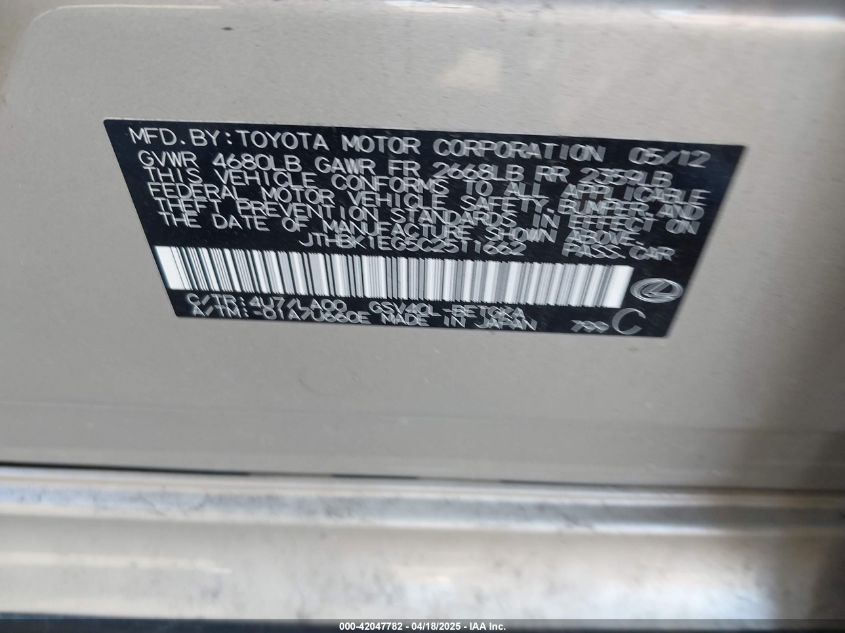 MFD.BY:TOYOTA MOTOR CORPORATION 05/12
GVWR 4680LB GAWR FR 2668LB RR 2359LB
THIS VEHICLE CONFORMS TO ALL APPLICABLE
FEDERAL MOTOR VEHICLE SAFETY, BUMPER, AND
THEFT PREVENTION STANDARDS IN EFFECT ON
THE DATE OF MANUFACTURE SHOWN ABOVE.
JTHBK1EG5C2511662 PASS.CAR
C/TR:4U7/LA00 GSV40L-BETGKA
A/TM:-01A/U660E MADE IN JAPAN 700 C
000-42047782 - 04/18/2025 - IAA Inc.